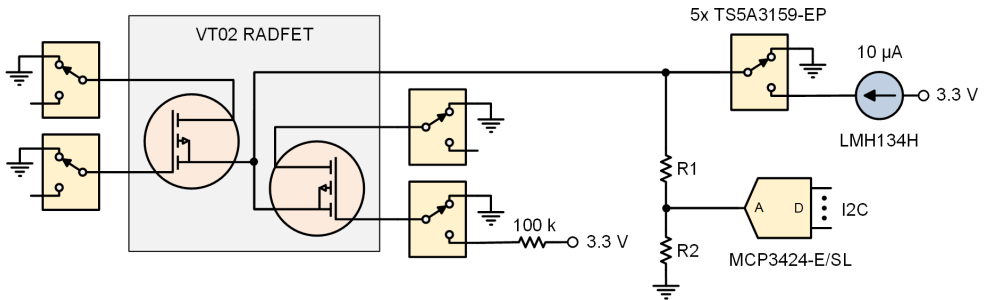 5x TS5A3159-EP
VT02 RADFET
10 µA
3.3 V
LMH134H
R1
A
D
I2C
100 k
3.3 V
R2
MCP3424-E/SL